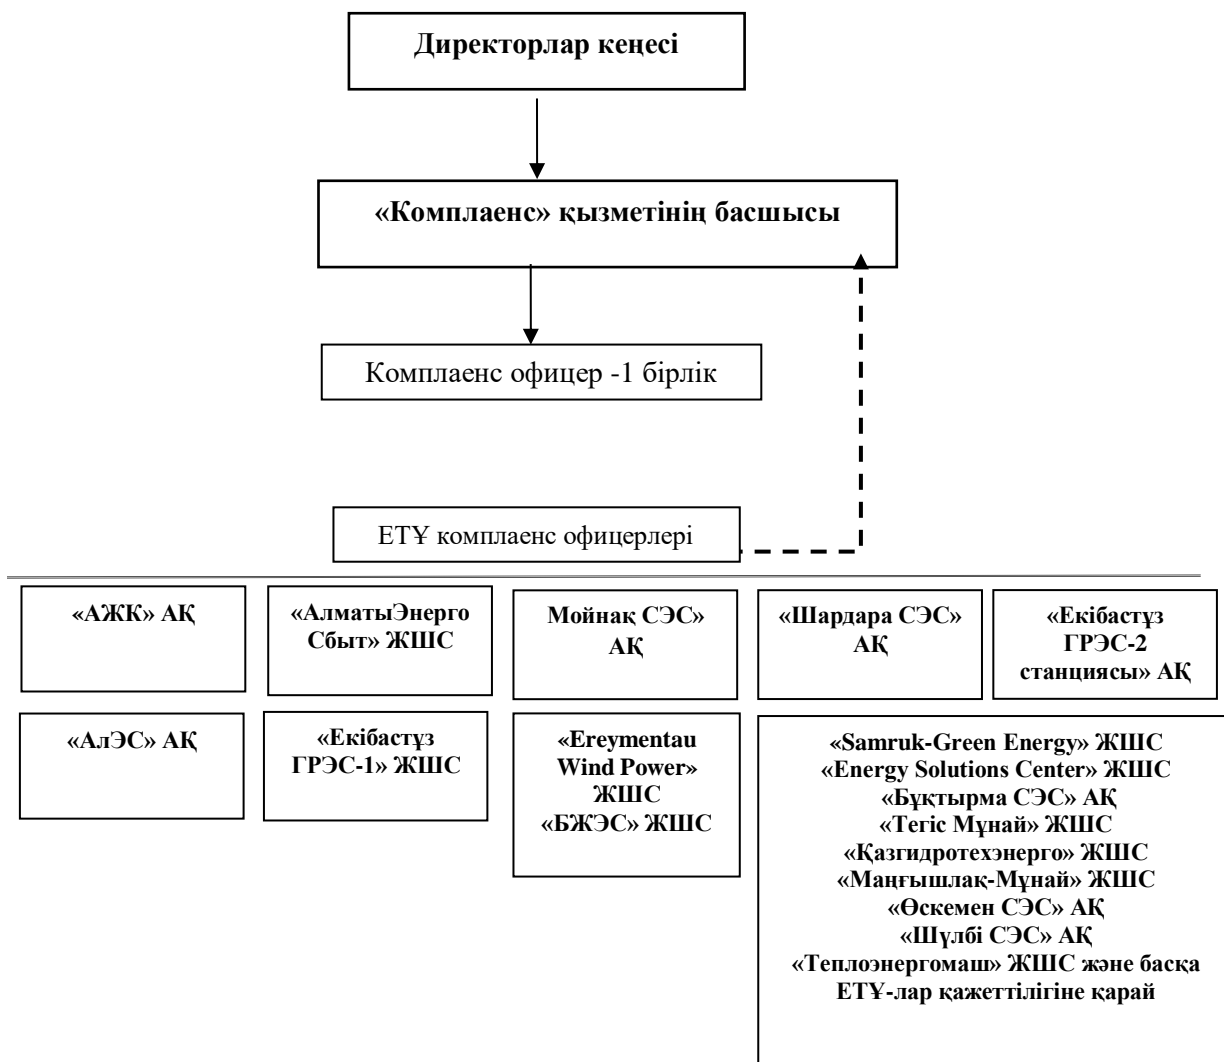 Директорлар кеңесі
«Комплаенс» қызметінің басшысы
Комплаенс офицер -1 бірлік
ЕТҰ комплаенс офицерлері
«АЖК» АҚ
«АлматыЭнерго
Сбыт» ЖШС
Мойнақ СЭС»
АҚ
«Шардара СЭС»
АҚ
«Екібастұз
ГРЭС-2
станциясы» АҚ
«АлЭС» АҚ
«Екібастұз
ГРЭС-1» ЖШС
«Ereymentau
Wind Power»
ЖШС
«БЖЭС» ЖШС
«Samruk-Green Energy» ЖШС
«Energy Solutions Center» ЖШС
«Бұқтырма СЭС» АҚ
«Тегіс Мұнай» ЖШС
«Қазгидротехэнерго» ЖШС
«Маңғышлақ-Мұнай» ЖШС
«Өскемен СЭС» АҚ
«Шүлбі СЭС» АҚ
«Теплоэнергомаш» ЖШС және басқа
ЕТҰ-лар қажеттілігіне қарай